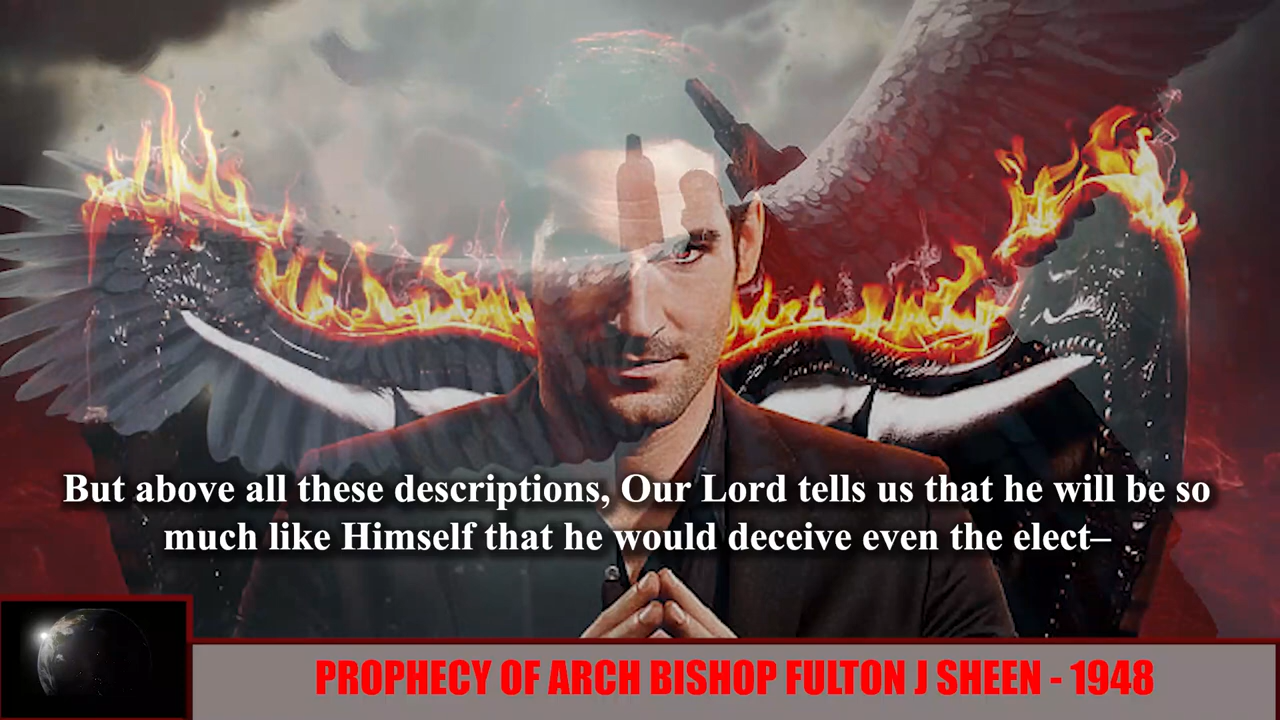 But above all these descriptions, Our Lord tells us that he will be so
much like Himself that he would deceive even the elect–
PROPHECY OF ARCH BISHOP FULTON J SHEEN - 1948